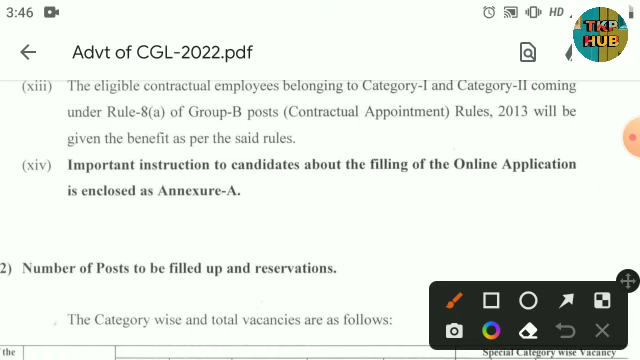 3:46
HD
TKP
HUB
Advt of CGL-2022.pdf
(xiii) The eligible contractual employees belonging to Category-I and Category-II coming
under Rule-8(a) of Group-B posts (Contractual Appointment) Rules, 2013 will be
given the benefit as per the said rules.
(xiv) Important instruction to candidates about the filling of the Online Application
is enclosed as Annexure-A.
2) Number of Posts to be filled up and reservations.
The Category wise and total vacancies are as follows:
the
Special Category wise Vacancy